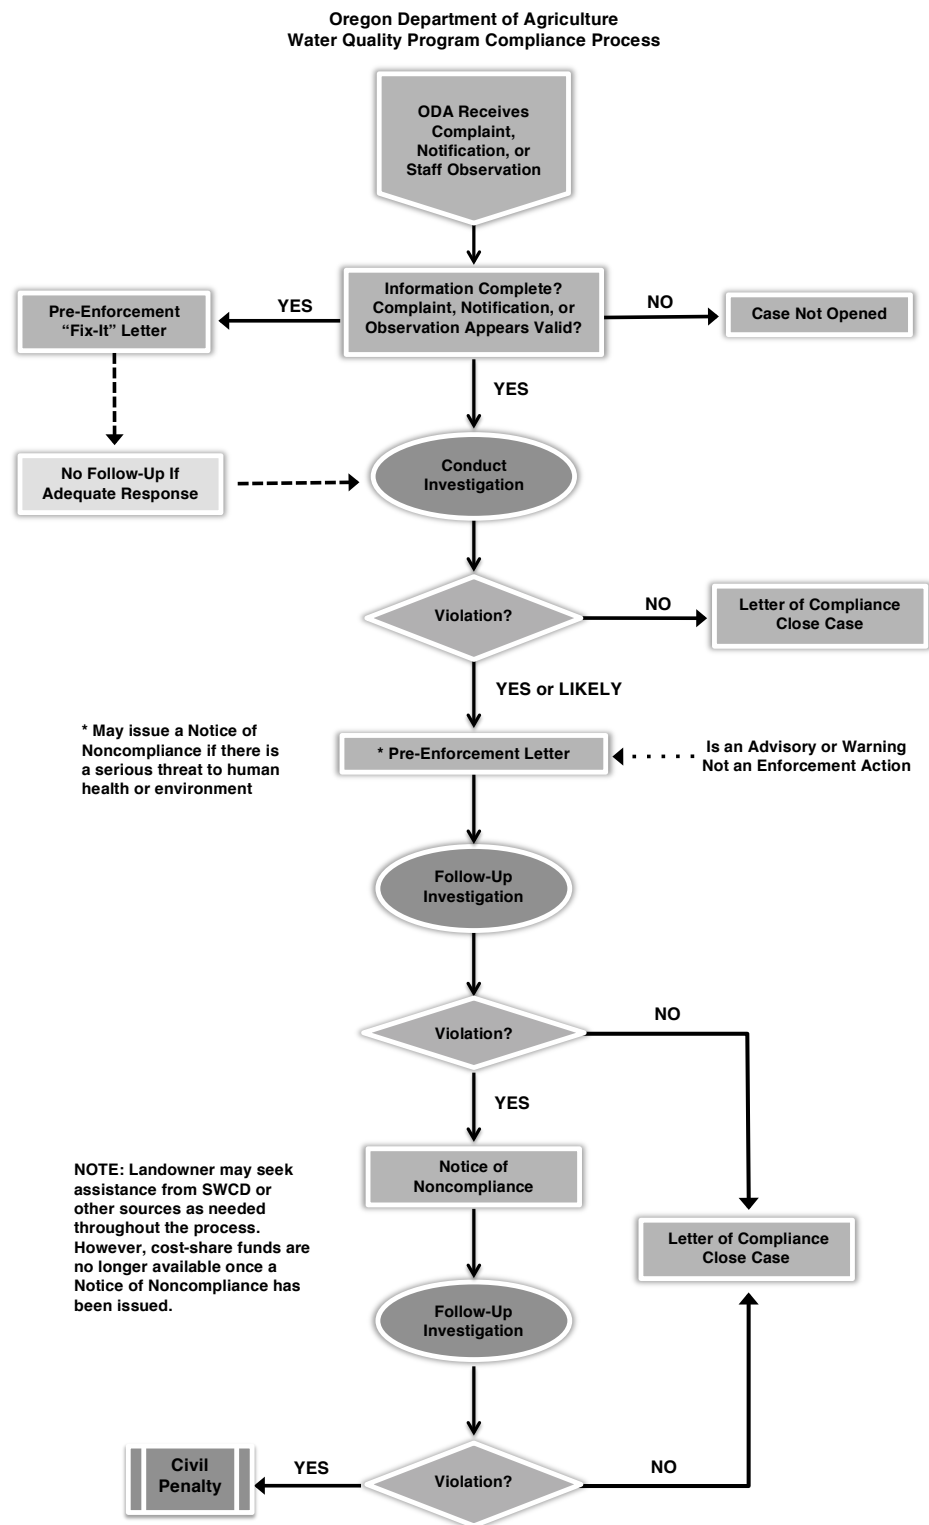 Oregon Department of Agriculture
Water Quality Program Compliance Process
ODA Receives
Complaint,
Notification, or
Staff Observation
Information Complete?
Complaint, Notification, or
Observation Appears Valid?
YES
Pre-Enforcement
“Fix-It” Letter
NO
Case Not Opened
YES
No Follow-Up If
Adequate Response
Conduct
Investigation
Violation?
NO
Letter of Compliance
Close Case
YES or LIKELY
* May issue a Notice of
Noncompliance if there is
a serious threat to human
health or environment
* Pre-Enforcement Letter
Is an Advisory or Warning
Not an Enforcement Action
Follow-Up
Investigation
Violation?
NO
YES
Notice of
Noncompliance
NOTE: Landowner may seek
assistance from SWCD or
other sources as needed
throughout the process.
However, cost-share funds are
no longer available once a
Notice of Noncompliance has
been issued.
Letter of Compliance
Close Case
Follow-Up
Investigation
Violation?
YES
Civil
Penalty
NO